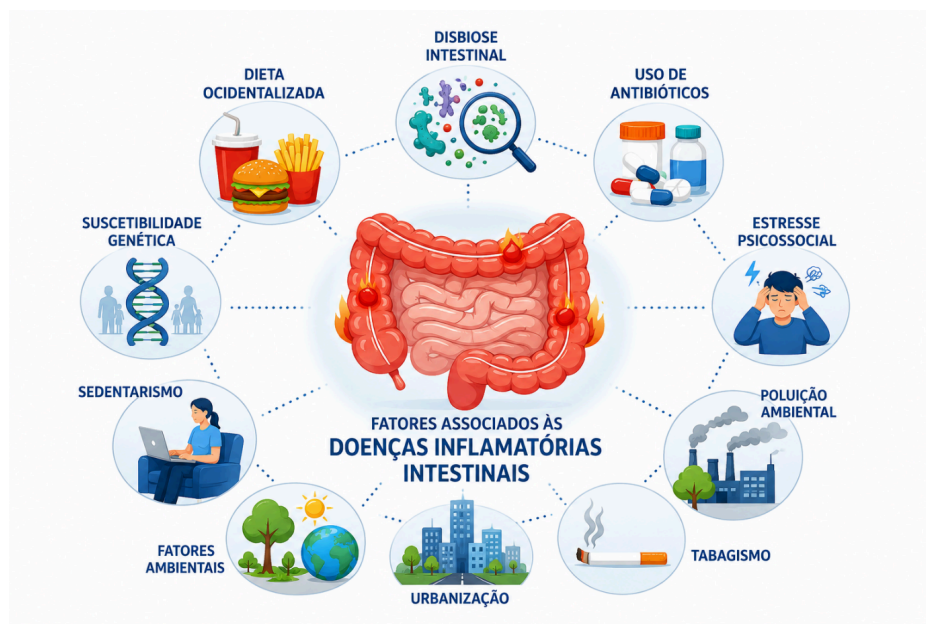 DISBIOSE
INTESTINAL
DIETA
OCIDENTALIZADA
USO DE
ANTIBIÓTICOS
SUSCETIBILIDADE
GENÉTICA
ESTRESSE
PSICOSSOCIAL
SEDENTARISMO
POLUIÇÃO
AMBIENTAL
FATORES ASSOCIADOS ÀS
DOENÇAS INFLAMATÓRIAS
INTESTINAIS
FATORES
AMBIENTAIS
URBANIZAÇÃO
TABAGISMO